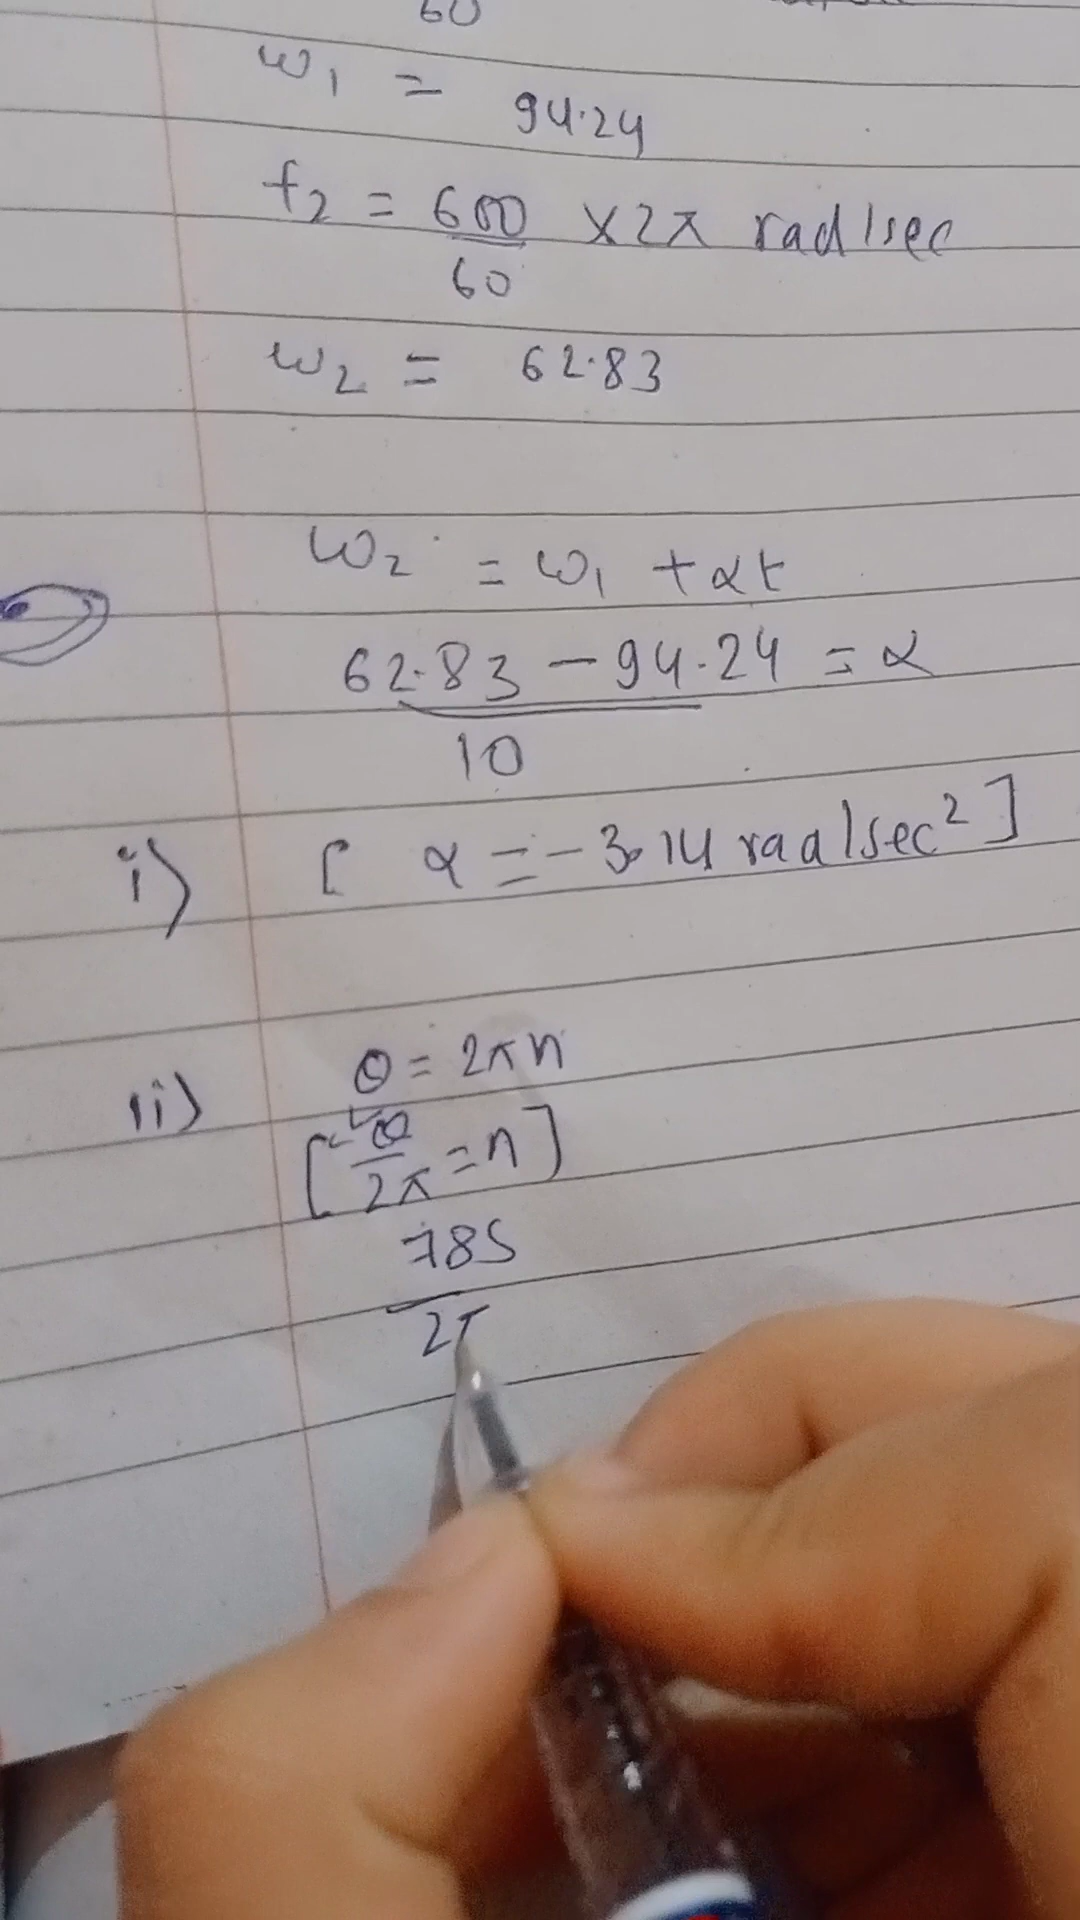 60
ω₁ = 94.24
f₂ = 600/60 × 2π rad/sec
ω₂ = 62.83
ω₂ = ω₁ + αt
62.83 − 94.24 = α
10
i) [ α = − 3.14 rad/sec² ]
ii) θ = 2πn
[ θ/2π = n ]
785
2π